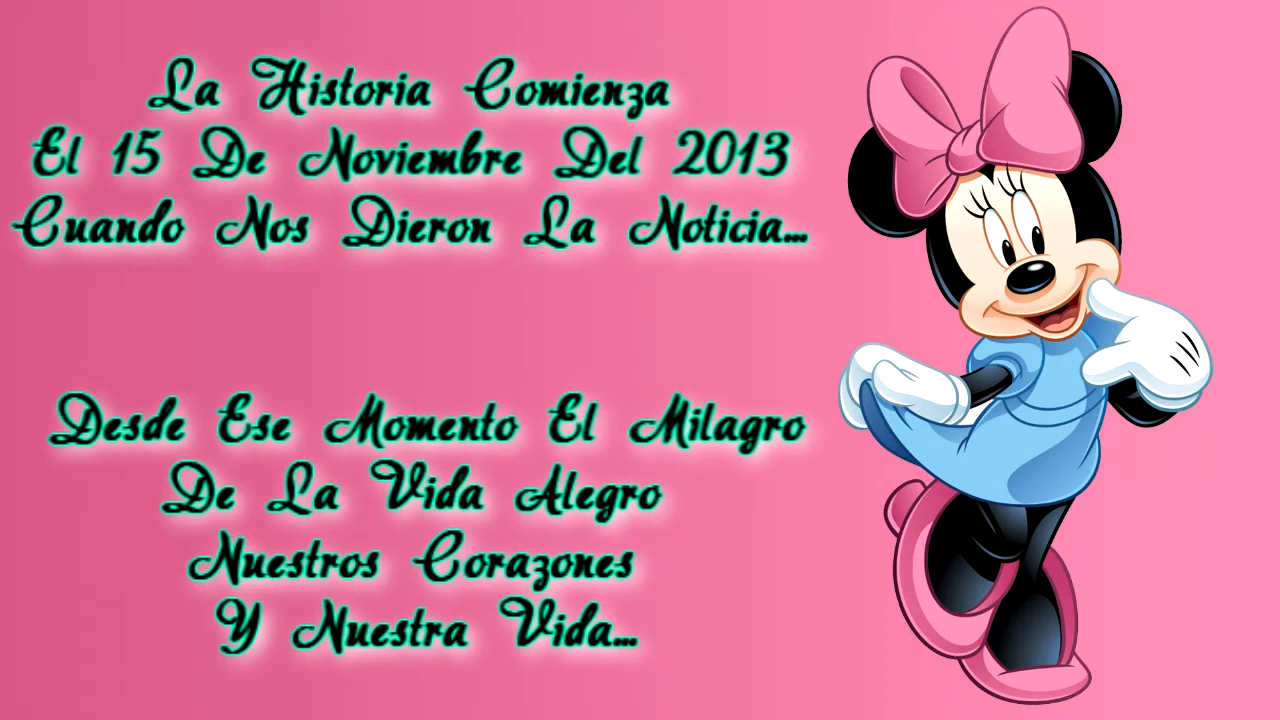 La Historia Comienza
El 15 De Noviembre Del 2013
Cuando Nos Dieron La Noticia...
Desde Ese Momento El Milagro
De La Vida Alegro
Nuestros Corazones
Y Nuestra Vida...